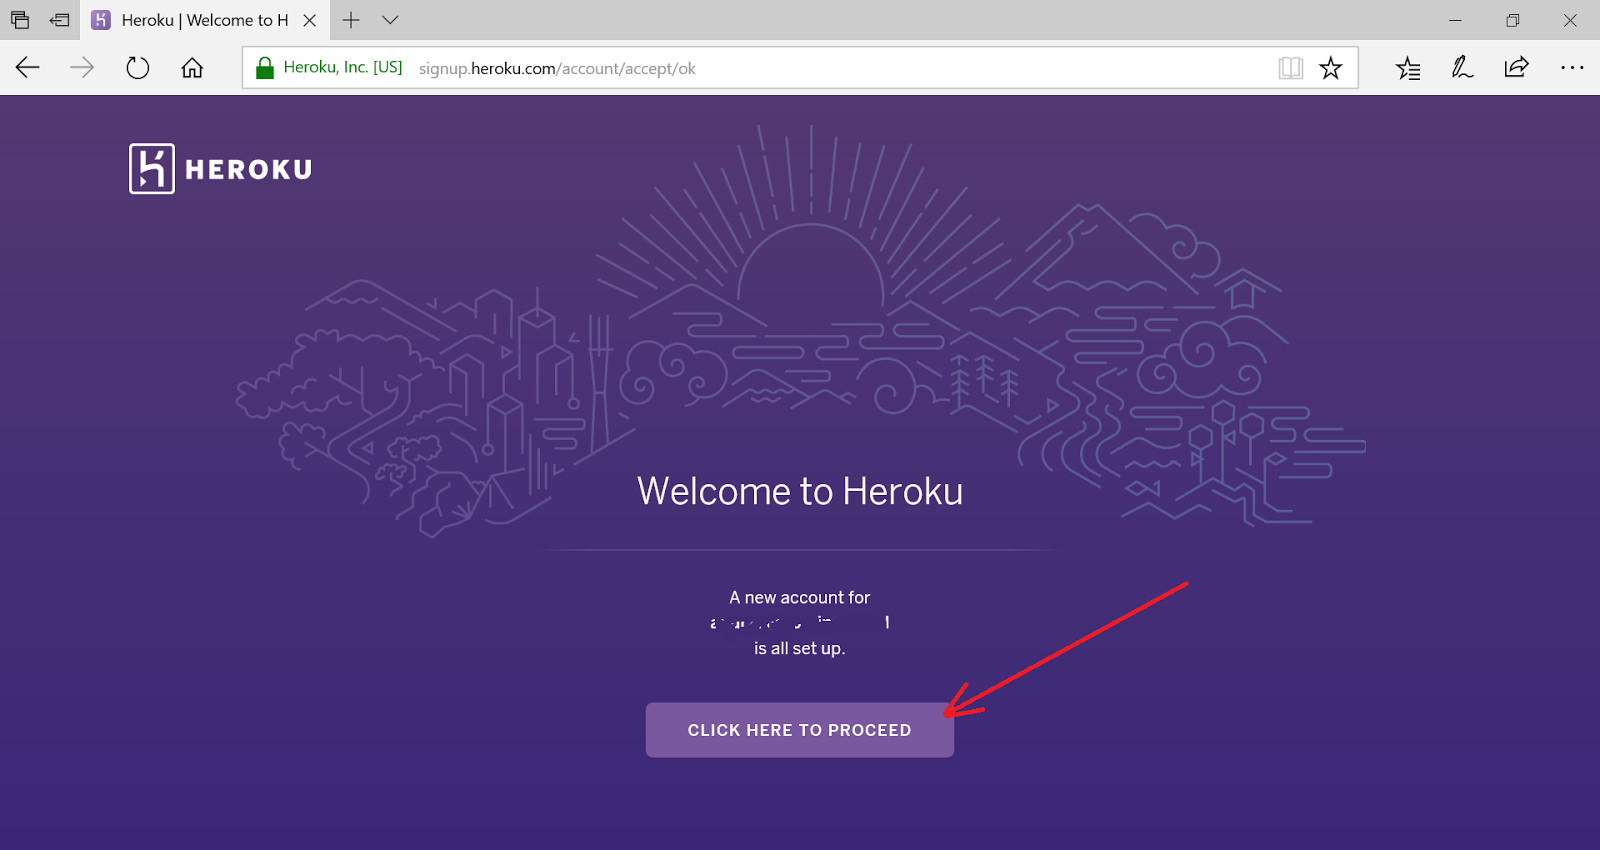 Heroku | Welcome to H
Heroku, Inc. [US] signup.heroku.com/account/accept/ok
HEROKU
Welcome to Heroku
A new account for
is all set up.
CLICK HERE TO PROCEED